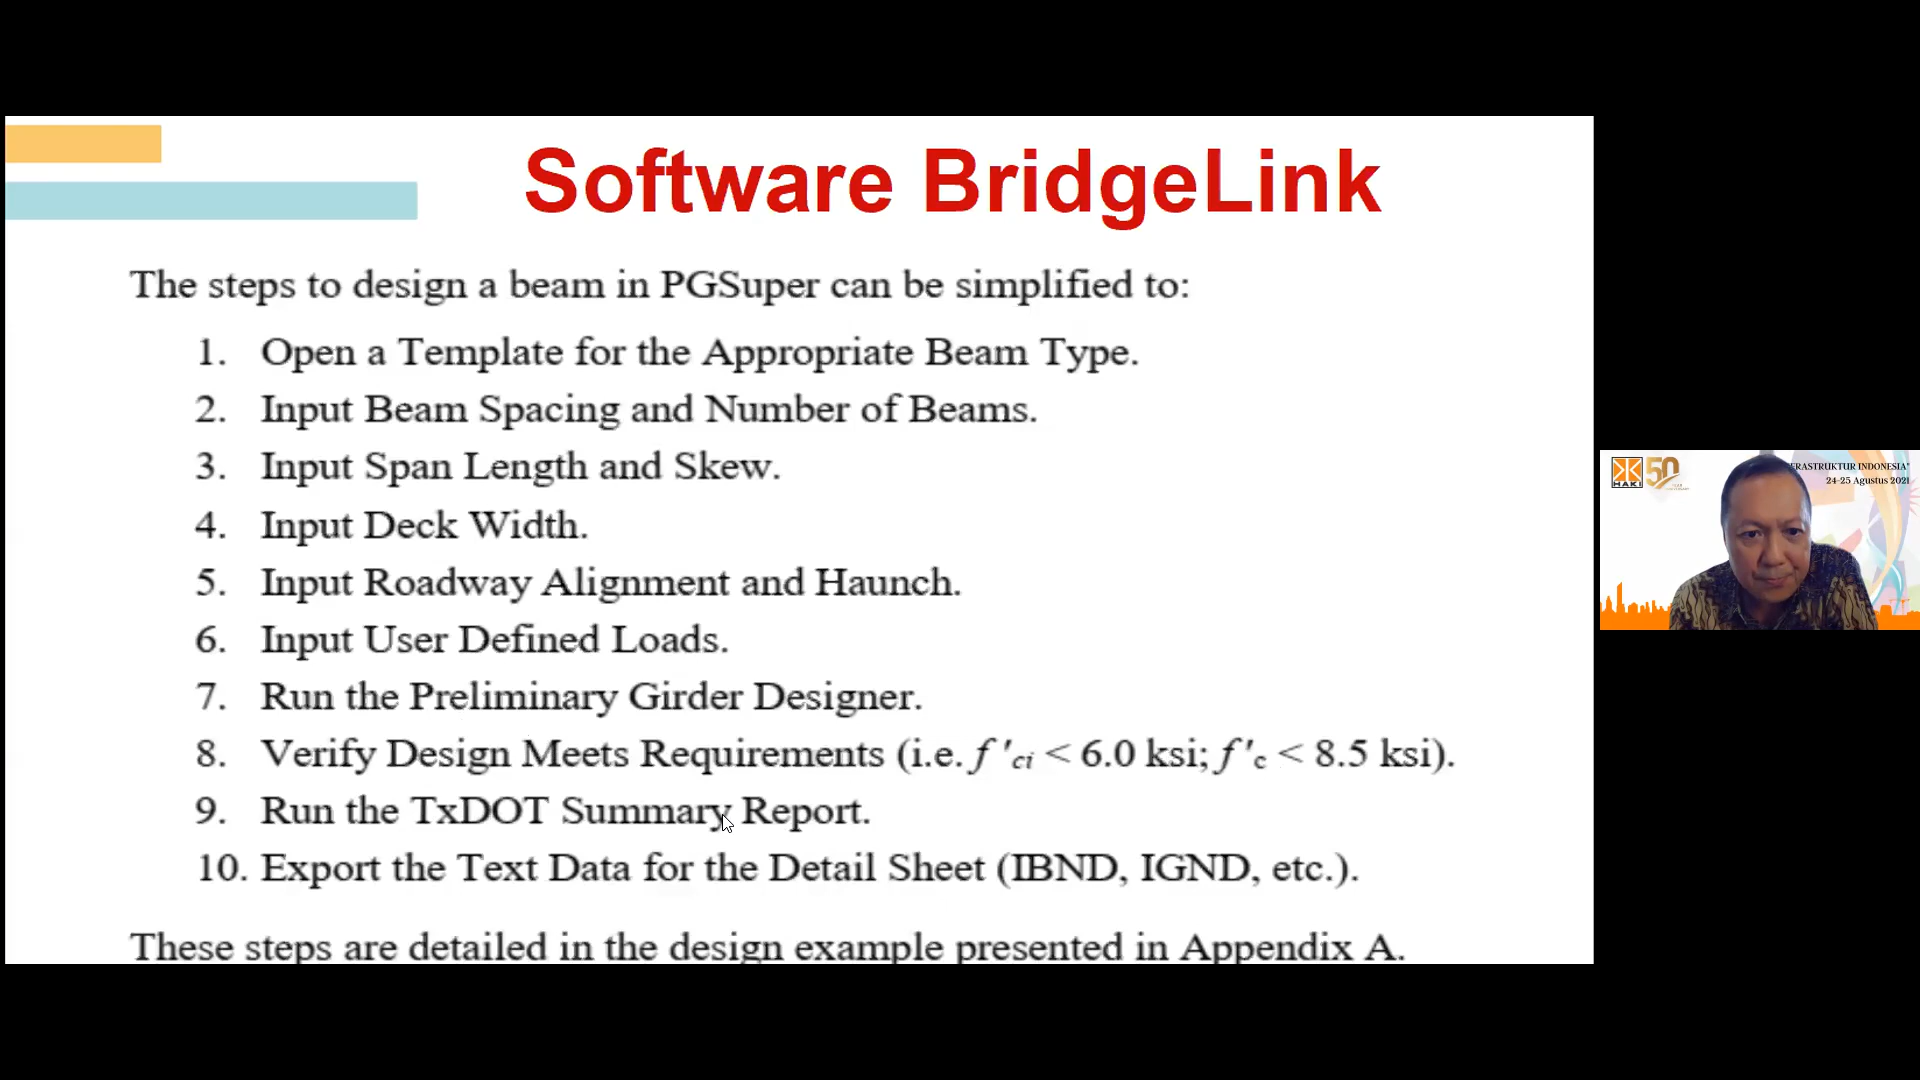 Software BridgeLink
The steps to design a beam in PGSuper can be simplified to:
1. Open a Template for the Appropriate Beam Type.
2. Input Beam Spacing and Number of Beams.
3. Input Span Length and Skew.
4. Input Deck Width.
5. Input Roadway Alignment and Haunch.
6. Input User Defined Loads.
7. Run the Preliminary Girder Designer.
8. Verify Design Meets Requirements (i.e. f'ci < 6.0 ksi; f'c < 8.5 ksi).
9. Run the TxDOT Summary Report.
10. Export the Text Data for the Detail Sheet (IBND, IGND, etc.).
These steps are detailed in the design example presented in Appendix A.
HAKI
50
INDONESIA"
24-25 Agustus 2021